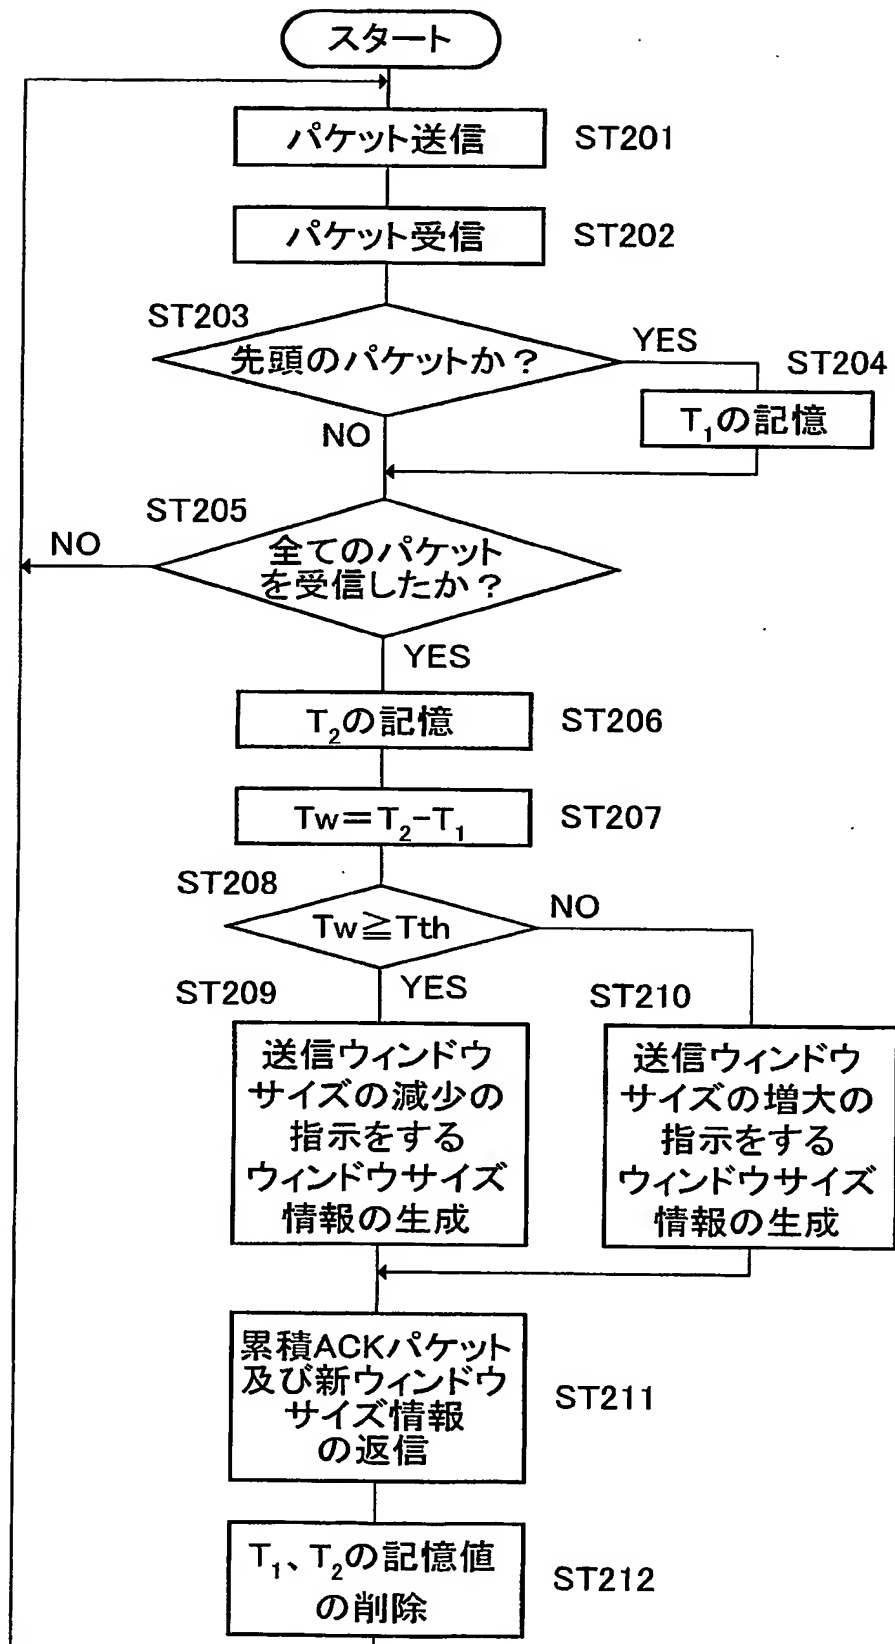 スタート
パケット送信
ST201
パケット受信
ST202
ST203
先頭のパケットか？
YES
ST204
T₁の記憶
NO
ST205
NO
全てのパケット
を受信したか？
YES
T₂の記憶
ST206
Tw＝T₂-T₁
ST207
ST208
Tw≧Tth
NO
ST209
YES
ST210
送信ウィンドウ
サイズの減少の
指示をする
ウィンドウサイズ
情報の生成
送信ウィンドウ
サイズの増大の
指示をする
ウィンドウサイズ
情報の生成
累積ACKパケット
及び新ウィンドウ
サイズ情報
の返信
ST211
T₁、T₂の記憶値
の削除
ST212